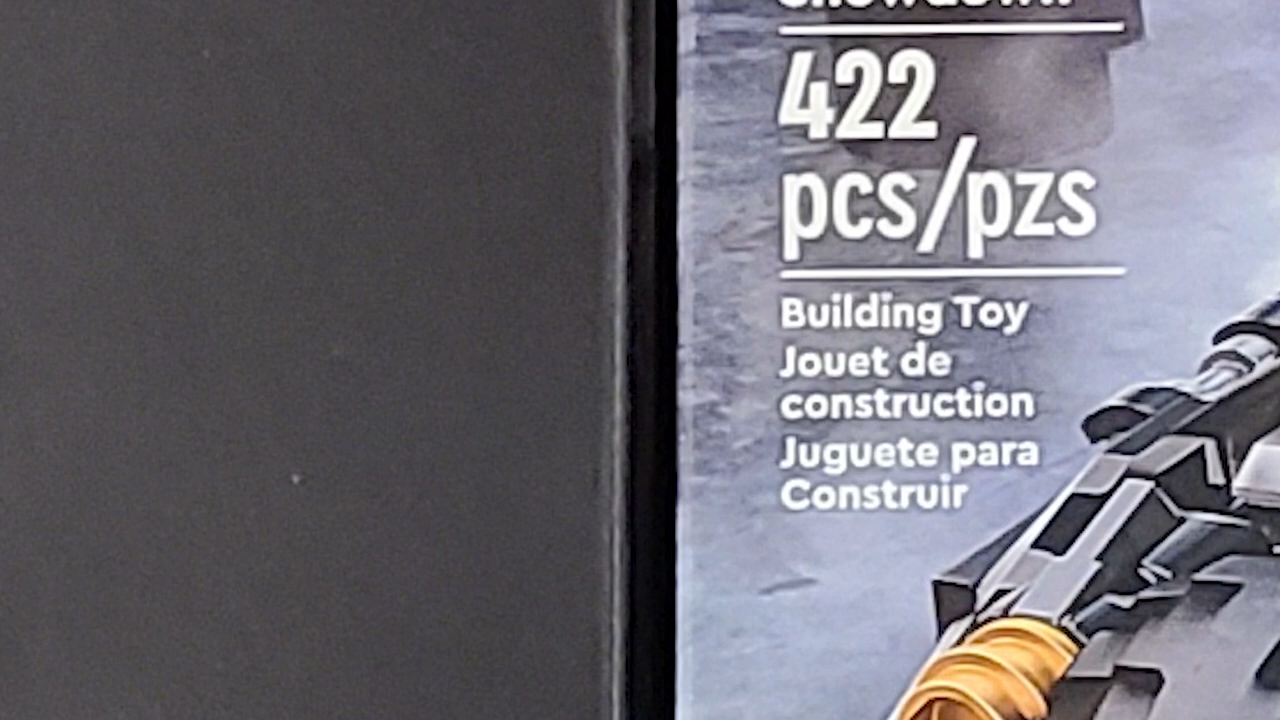 422
pcs/pzs
Building Toy
Jouet de
construction
Juguete para
Construir